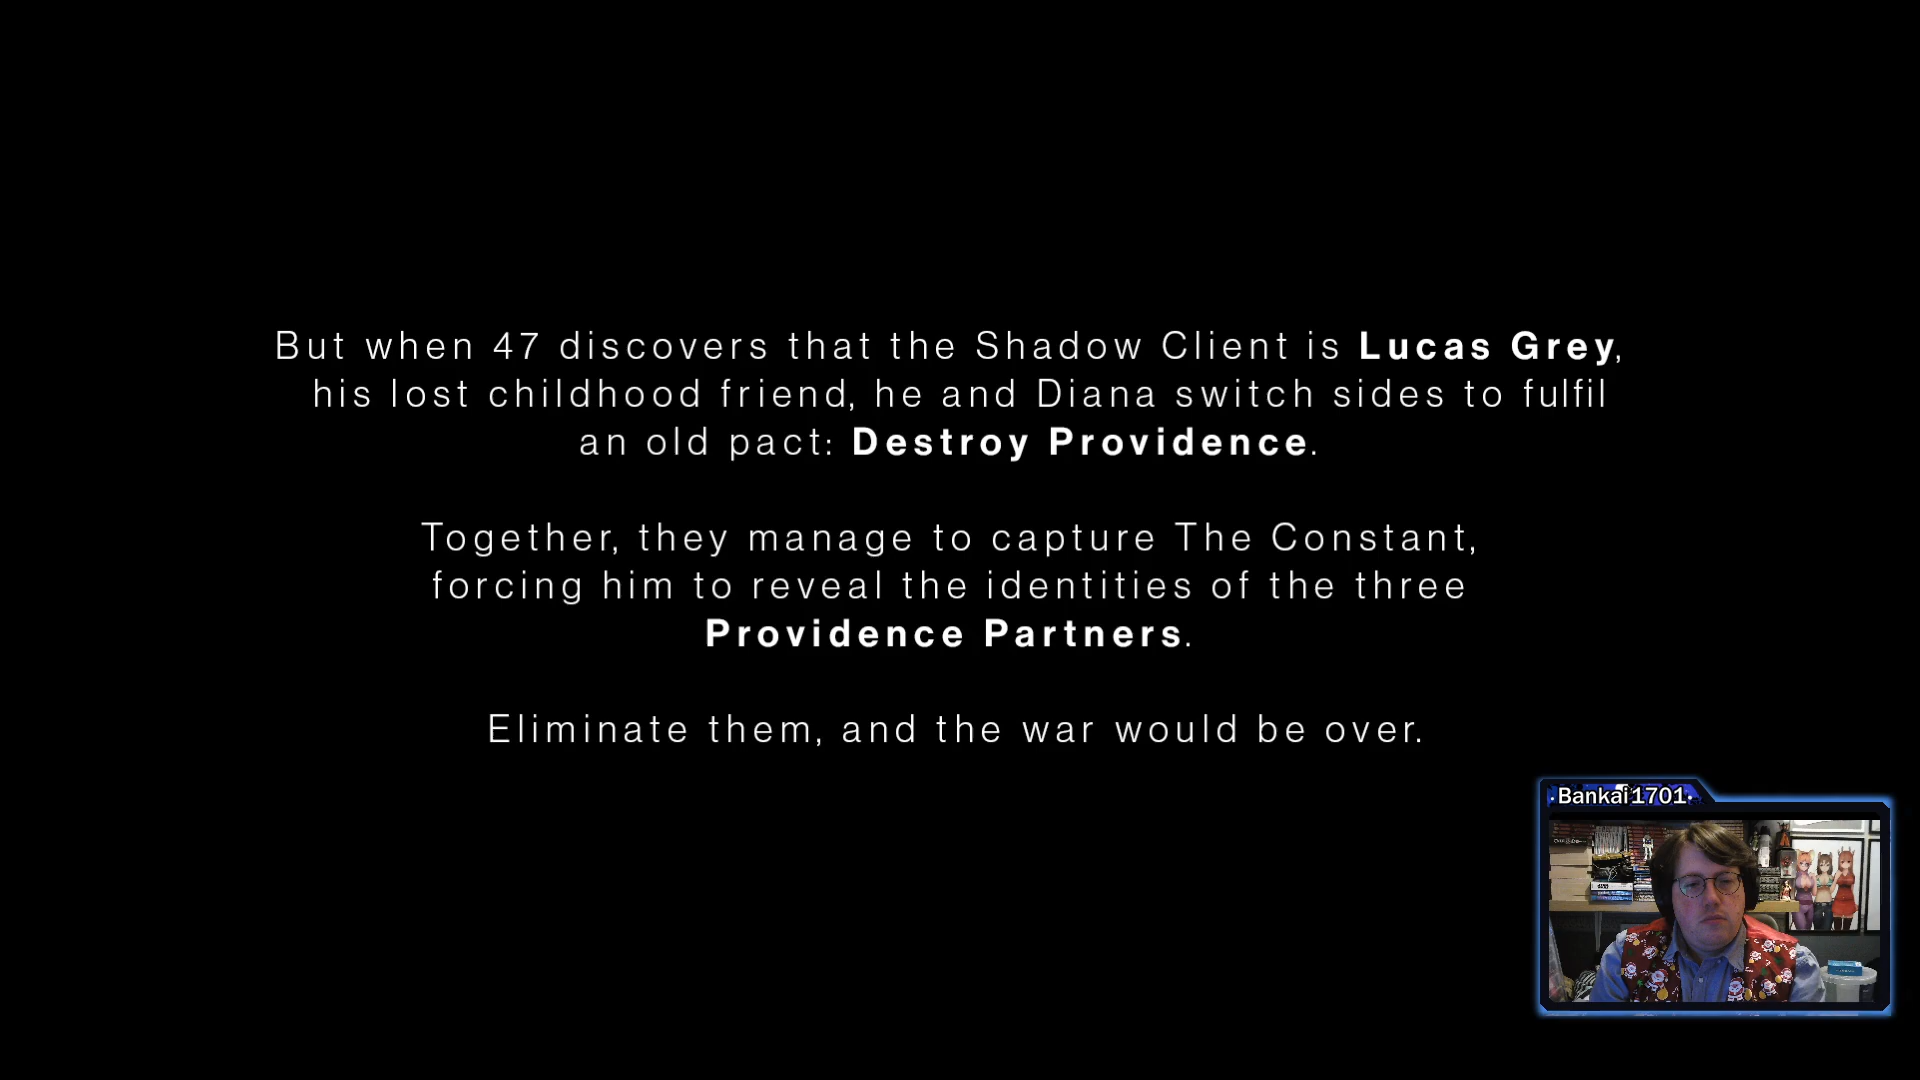 But when 47 discovers that the Shadow Client is Lucas Grey,
his lost childhood friend, he and Diana switch sides to fulfil
an old pact: Destroy Providence.
Together, they manage to capture The Constant,
forcing him to reveal the identities of the three
Providence Partners.
Eliminate them, and the war would be over.
Bankai1701